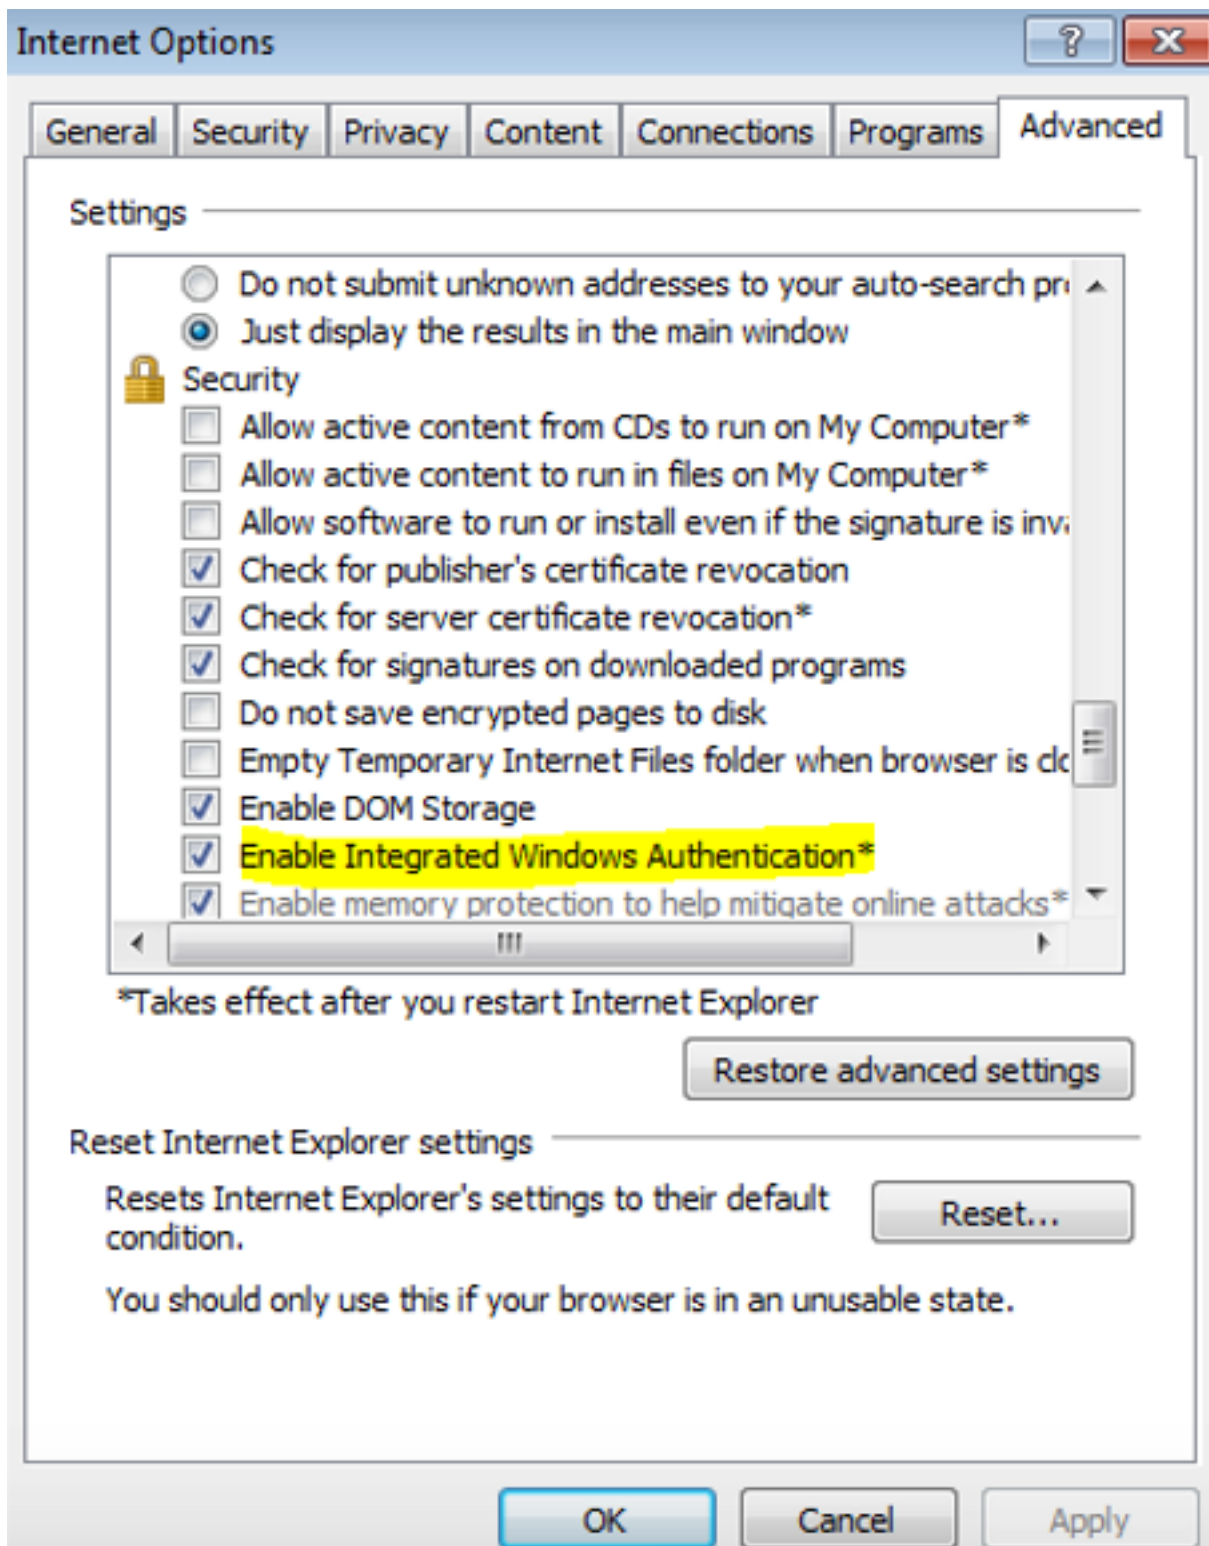 Internet Options
General Security Privacy Content Connections Programs Advanced
Settings
Do not submit unknown addresses to your auto-search
Just display the results in the main window
Security
Allow active content from CDs to run on My Computer*
Allow active content to run in files on My Computer*
Allow software to run or install even if the signature is
Check for publisher's certificate revocation
Check for server certificate revocation*
Check for signatures on downloaded programs
Do not save encrypted pages to disk
Empty Temporary Internet Files folder when browser is
Enable DOM Storage
Enable Integrated Windows Authentication*
Enable memory protection to help mitigate online attacks*
*Takes effect after you restart Internet Explorer
Restore advanced settings
Reset Internet Explorer settings
Resets Internet Explorer's settings to their default
condition.
Reset...
You should only use this if your browser is in an unusable state.
OK Cancel Apply